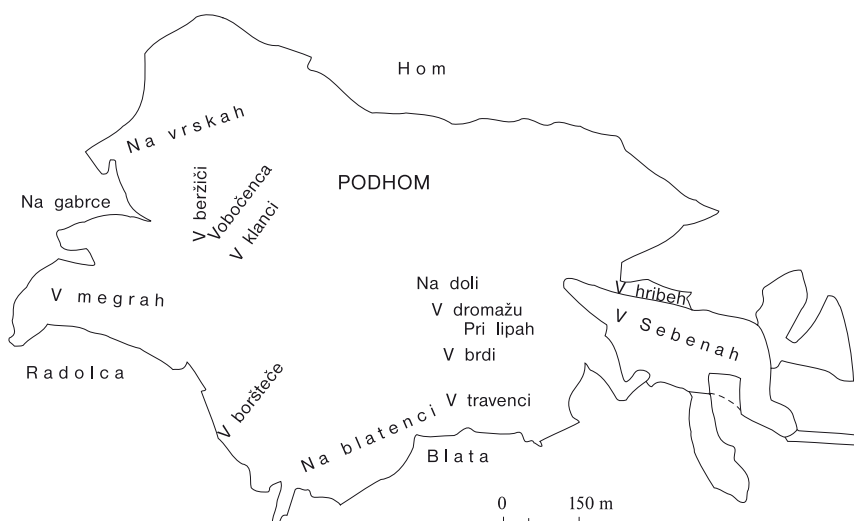 Hom
Na vrskah
PODHOM
Na gabrce
V beržiči
Vobočenca
V klanci
Na doli
V hribeh
V megrah
V dromažu
Pri lipah
V Sebenah
V brdi
Radolca
V boršteče
V travenci
Na blatenci
Blata
0 150 m